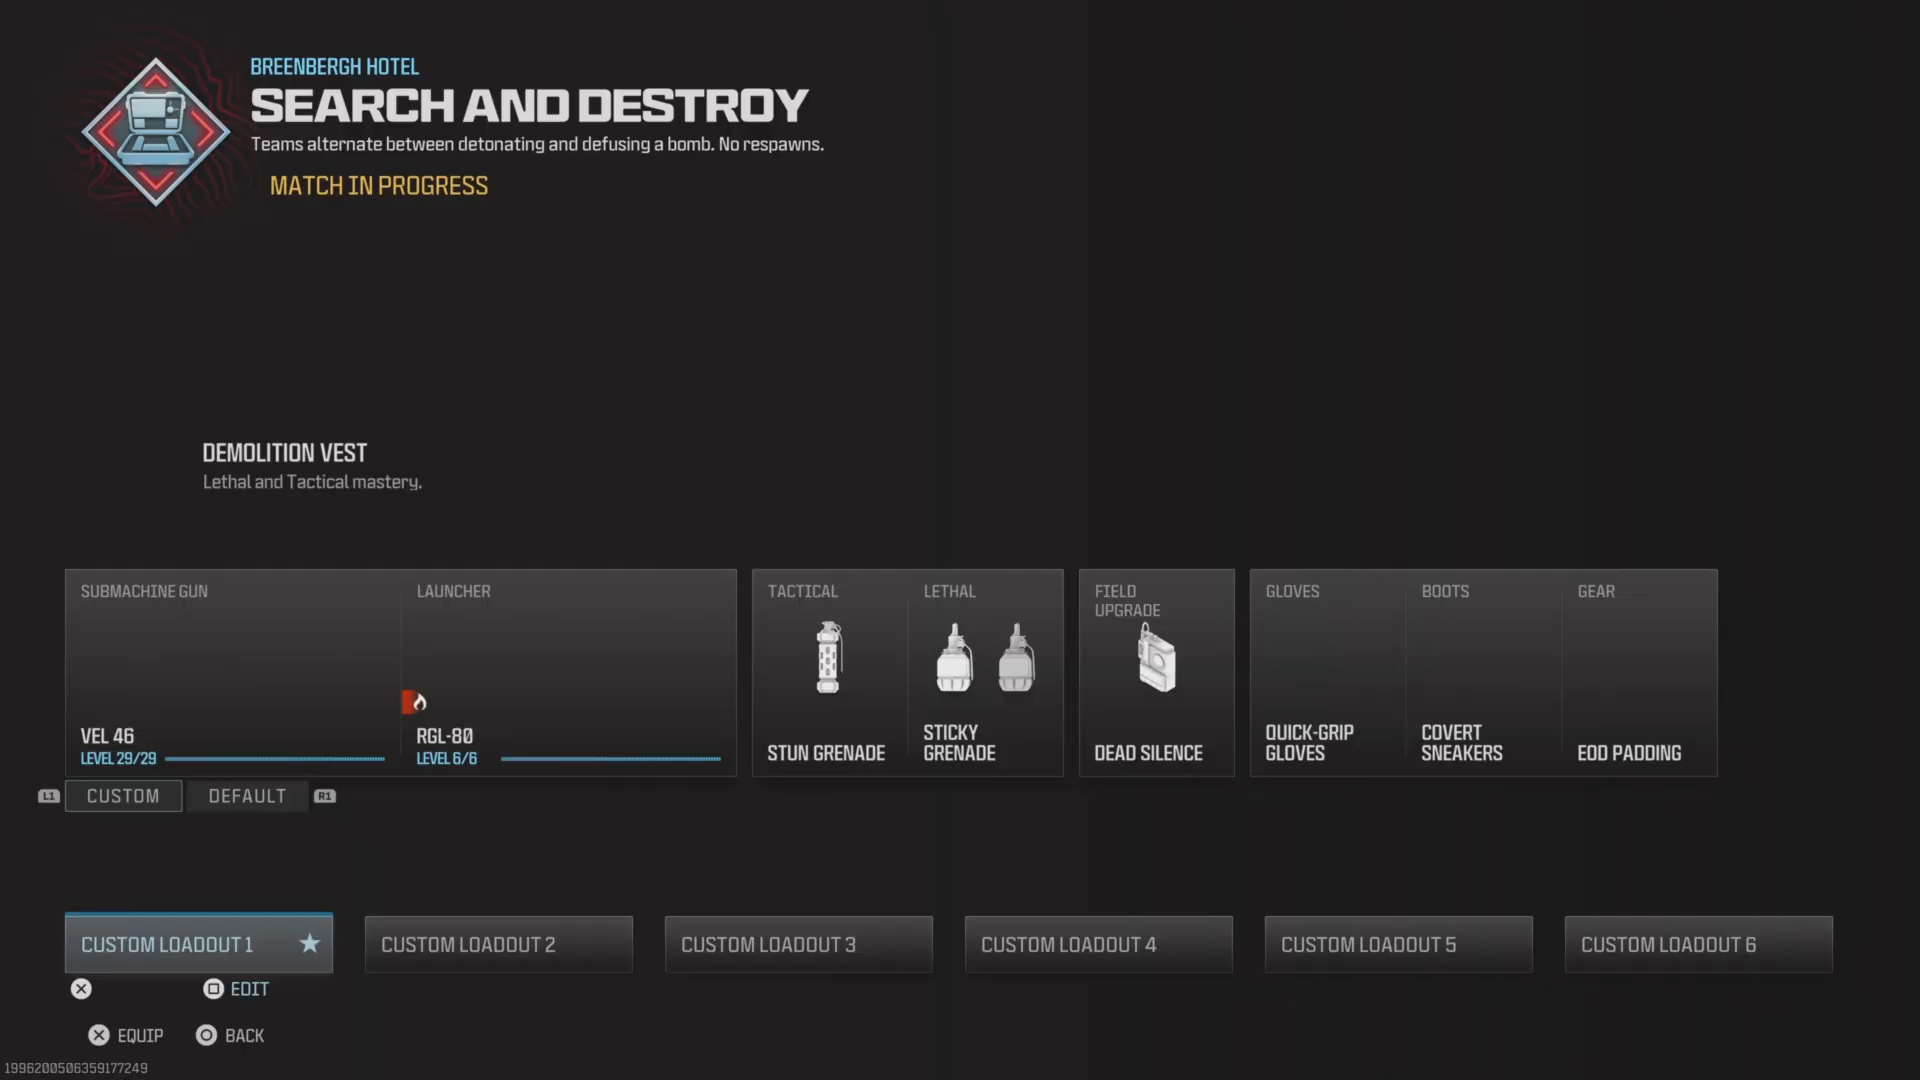 BREENBERGH HOTEL
SEARCH AND DESTROY
Teams alternate between detonating and defusing a bomb. No respawns.
MATCH IN PROGRESS
DEMOLITION VEST
Lethal and Tactical mastery.
SUBMACHINE GUN
VEL 46
LEVEL 29/29
LAUNCHER
RGL-80
LEVEL 6/6
TACTICAL
STUN GRENADE
LETHAL
STICKY
GRENADE
FIELD
UPGRADE
DEAD SILENCE
GLOVES
QUICK-GRIP
GLOVES
BOOTS
COVERT
SNEAKERS
GEAR
EOD PADDING
L1 CUSTOM DEFAULT R1
CUSTOM LOADOUT 1
CUSTOM LOADOUT 2
CUSTOM LOADOUT 3
CUSTOM LOADOUT 4
CUSTOM LOADOUT 5
CUSTOM LOADOUT 6
EDIT
EQUIP
BACK
1996200506359177249